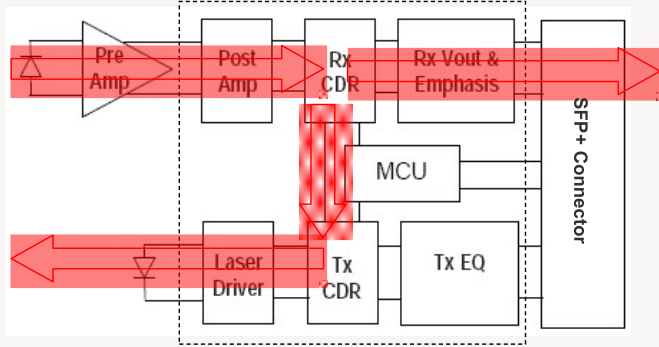 Pre
Amp
Post
Amp
Rx
CDR
Rx Vout &
Emphasis
SFP+ Connector
MCU
Laser
Driver
Tx
CDR
Tx EQ